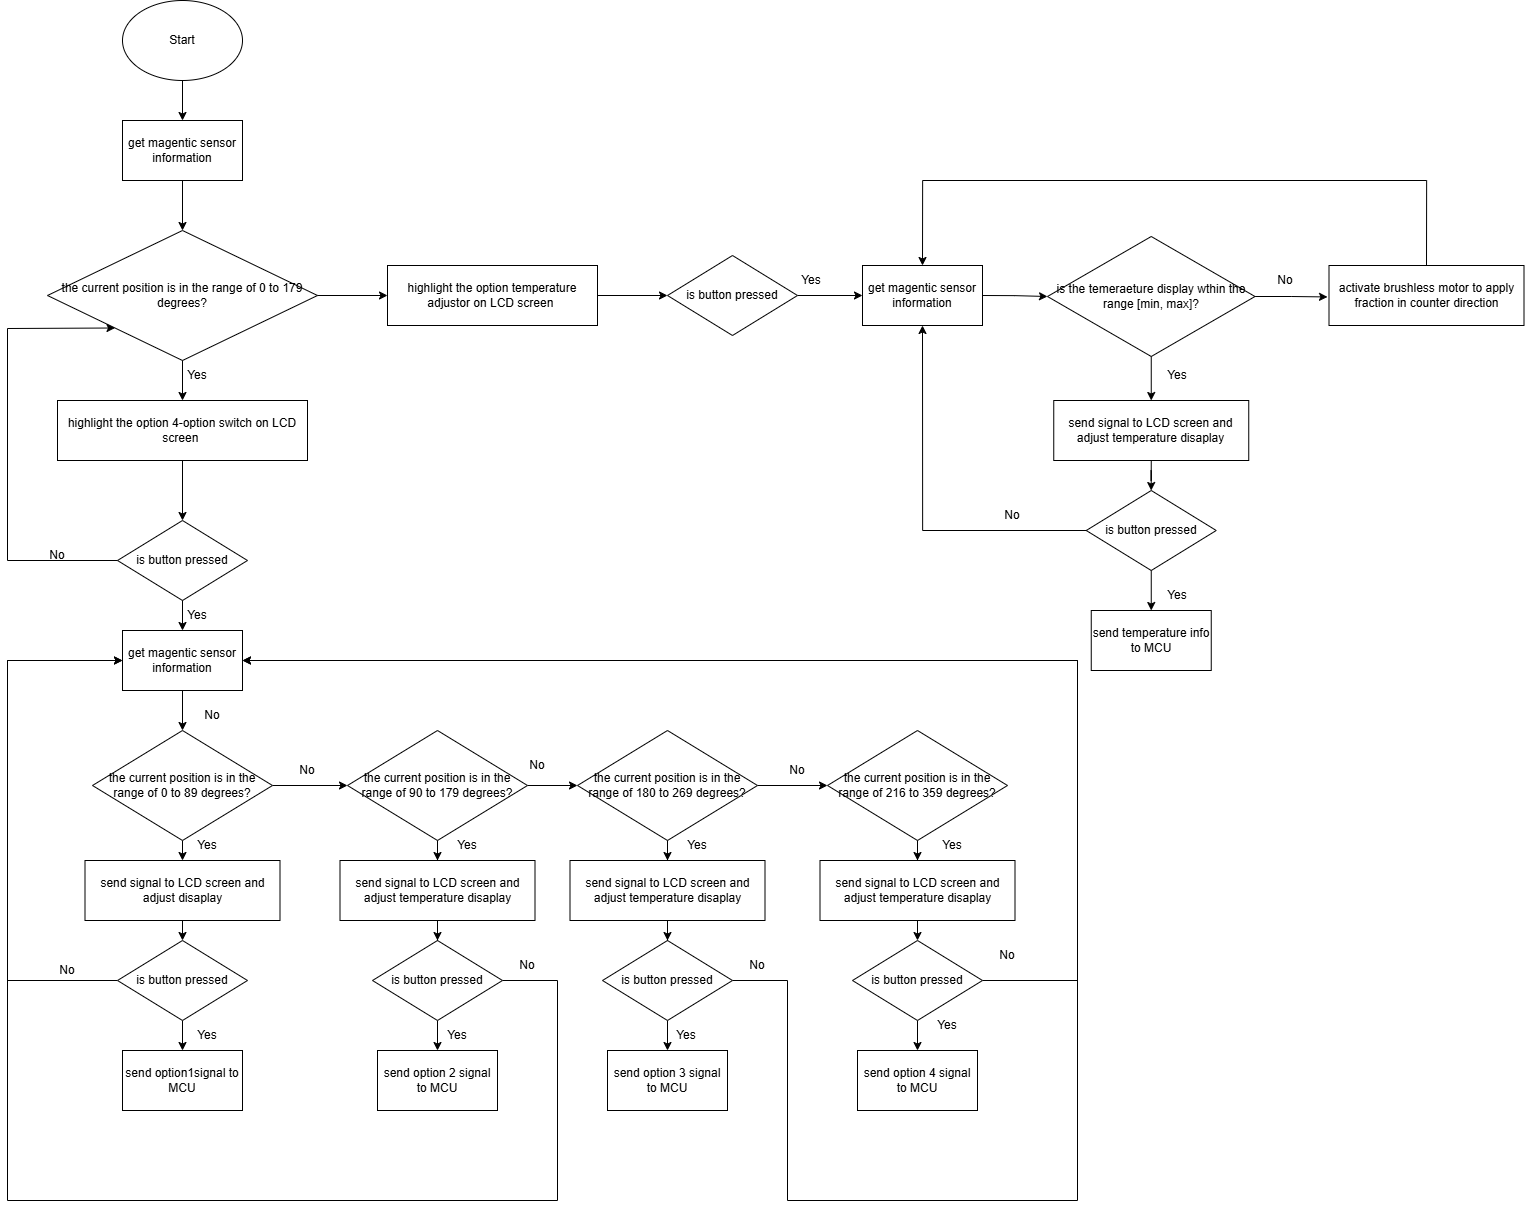 Start
get magentic sensor
information
the current position is in the range of 0 to 179
degrees?
highlight the option temperature
adjustor on LCD screen
is button pressed
Yes
get magentic sensor
information
is the temeraeture display wthin the
range [min, max]?
No
activate brushless motor to apply
fraction in counter direction
Yes
highlight the option 4-option switch on LCD
screen
Yes
send signal to LCD screen and
adjust temperature disaplay
No
is button pressed
No
is button pressed
Yes
Yes
send temperature info
to MCU
get magentic sensor
information
No
the current position is in the
range of 0 to 89 degrees?
No
the current position is in the
range of 90 to 179 degrees?
No
the current position is in the
range of 180 to 269 degrees?
No
the current position is in the
range of 216 to 359 degrees?
Yes
Yes
Yes
Yes
send signal to LCD screen and
adjust disaplay
send signal to LCD screen and
adjust temperature disaplay
send signal to LCD screen and
adjust temperature disaplay
send signal to LCD screen and
adjust temperature disaplay
No
is button pressed
is button pressed
No
is button pressed
No
is button pressed
No
Yes
Yes
Yes
Yes
send option1signal to
MCU
send option 2 signal
to MCU
send option 3 signal
to MCU
send option 4 signal
to MCU